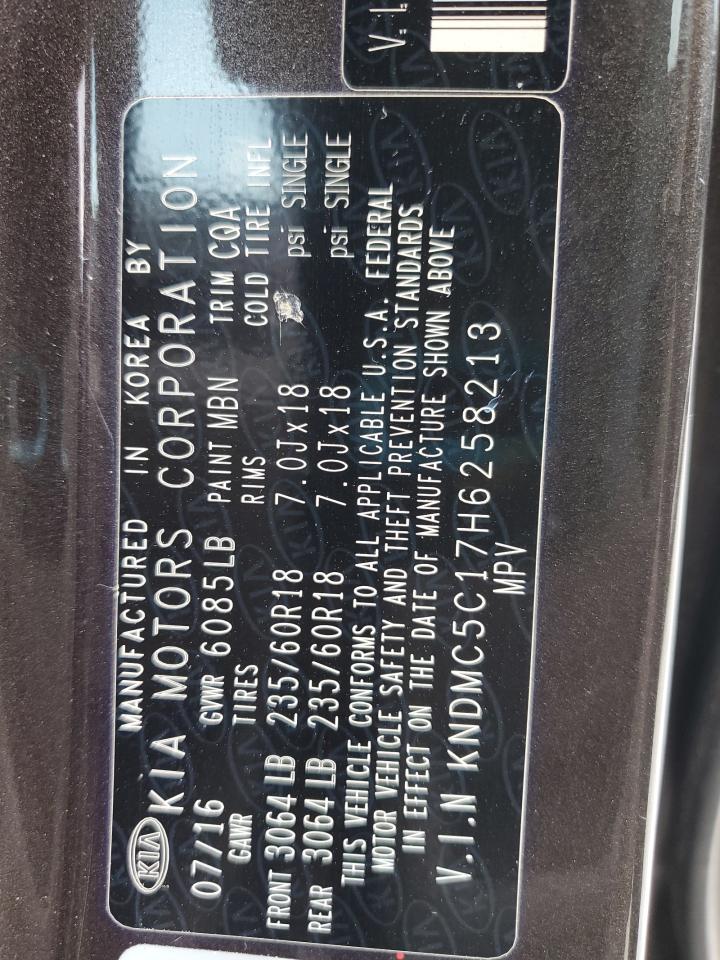 V.I.
MANUFACTURED IN KOREA BY
KIA KIA MOTORS CORPORATION
07/16 GVWR 6085LB PAINT MBN TRIM CQA
GAWR TIRES RIMS COLD TIRE INFL
FRONT 3064 LB 235/60R18 7.0Jx18 psi SINGLE
REAR 3064 LB 235/60R18 7.0Jx18 psi SINGLE
THIS VEHICLE CONFORMS TO ALL APPLICABLE U.S.A. FEDERAL
MOTOR VEHICLE SAFETY AND THEFT PREVENTION STANDARDS
IN EFFECT ON THE DATE OF MANUFACTURE SHOWN ABOVE
V.I.N KNDMC5C17H6258213
MPV